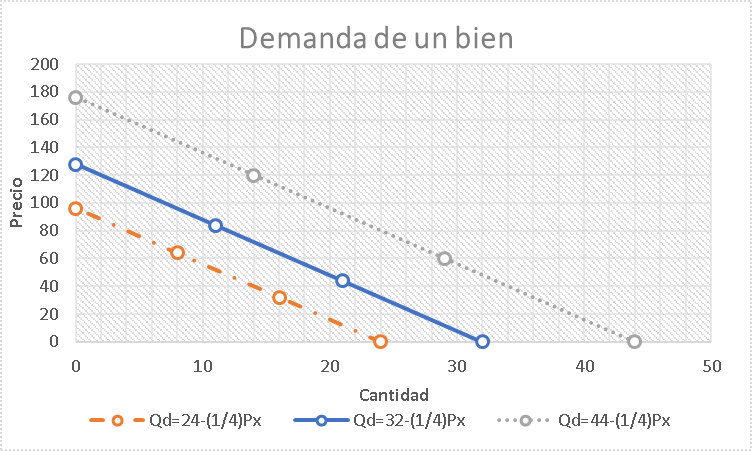 Demanda de un bien
200
180
160
140
120
100
80
60
40
20
0
Precio
0 10 20 30 40 50
Cantidad
Qd=24-(1/4)Px Qd=32-(1/4)Px Qd=44-(1/4)Px